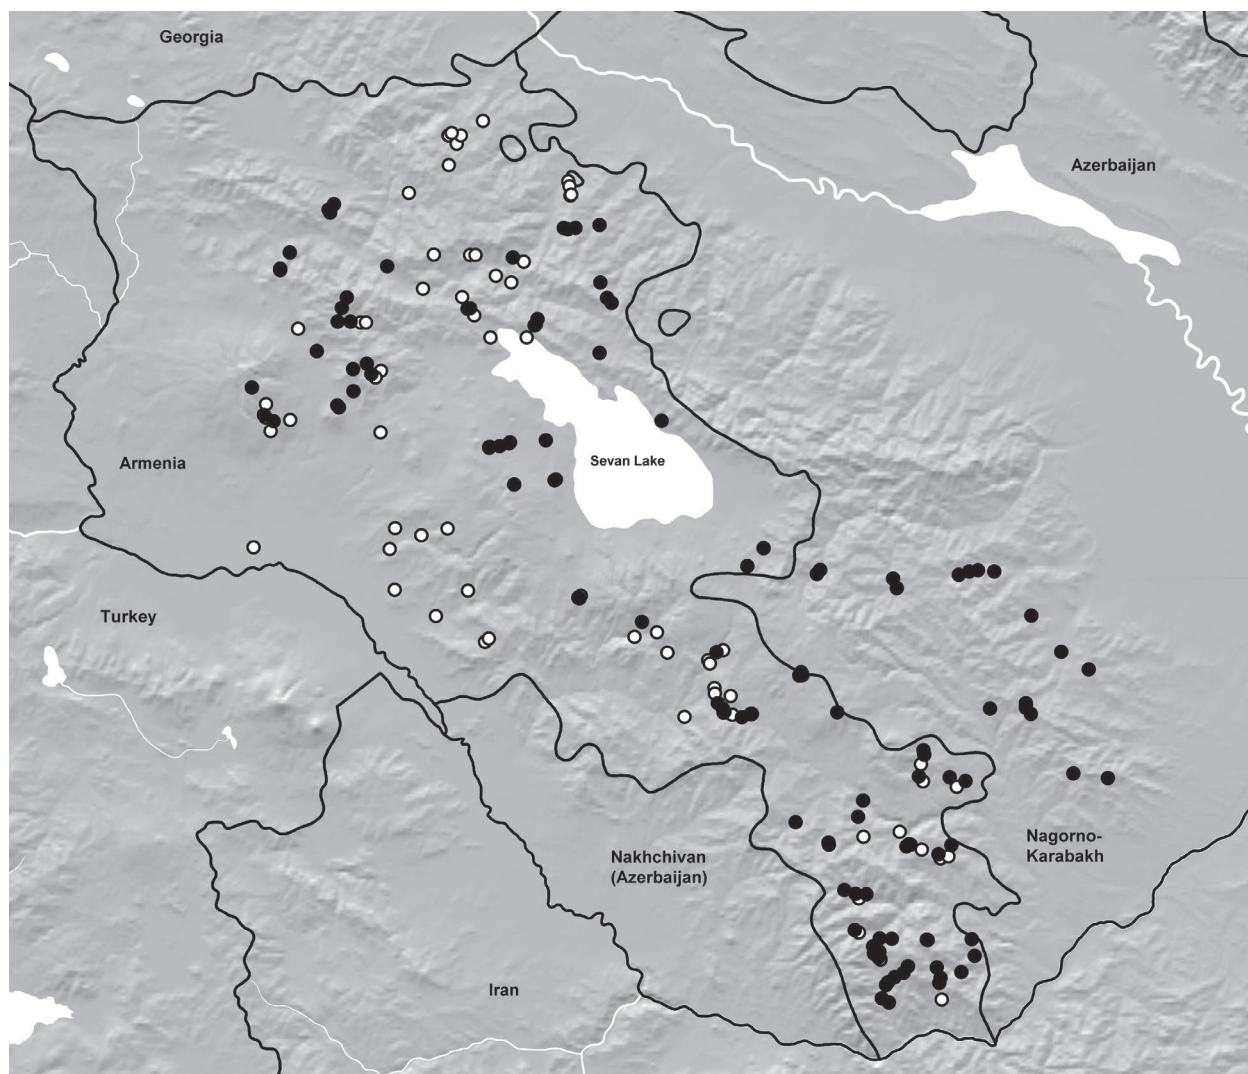 Georgia
Azerbaijan
Armenia
Sevan Lake
Turkey
Nagorno-
Karabakh
Nakhchivan
(Azerbaijan)
Iran